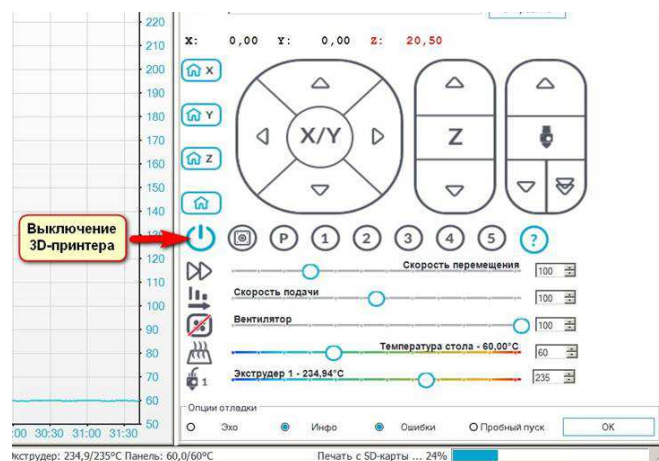 220
X: 0,00 Y: 0,00 Z: 20,50
210
200
X
190
180
Y
170
X/Y
Z
160
Z
150
140
Выключение
3D-принтера
P 1 2 3 4 5 ?
120
Скорость перемещения 100
110
Скорость подачи 100
100
Вентилятор 100
90
80
Температура стола - 60,00°C 60
70
1 Экструдер 1 - 234,94°C 235
60
Опции отладки
50
Эхо Инфо Ошибки Пробный пуск OK
:00 30:30 31:00 31:30
кструдер: 234,9/235°C Панель: 60,0/60°C Печать с SD-карты ... 24%